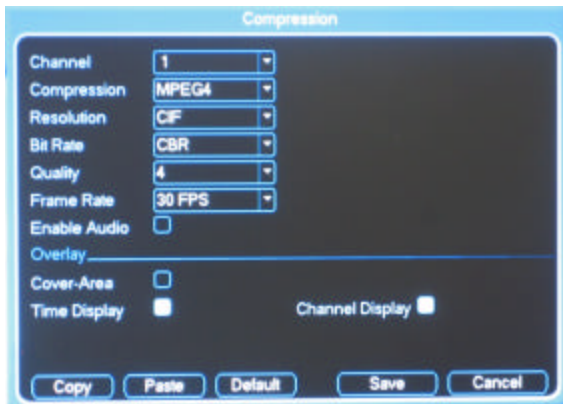 Compression
Channel 1
Compression MPEG4
Resolution CIF
Bit Rate CBR
Quality 4
Frame Rate 30 FPS
Enable Audio
Overlay
Cover-Area
Time Display Channel Display
Copy Paste Default Save Cancel